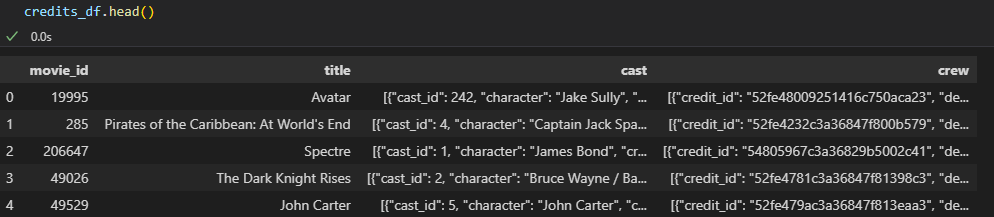 credits_df.head()
0.0s
movie_id title cast crew
0 19995 Avatar [{"cast_id": 242, "character": "Jake Sully", "... [{"credit_id": "52fe48009251416c750aca23", "de...
1 285 Pirates of the Caribbean: At World's End [{"cast_id": 4, "character": "Captain Jack Spa... [{"credit_id": "52fe4232c3a36847f800b579", "de...
2 206647 Spectre [{"cast_id": 1, "character": "James Bond", "cr... [{"credit_id": "54805967c3a36829b5002c41", "de...
3 49026 The Dark Knight Rises [{"cast_id": 2, "character": "Bruce Wayne / Ba... [{"credit_id": "52fe4781c3a36847f81398c3", "de...
4 49529 John Carter [{"cast_id": 5, "character": "John Carter", "c... [{"credit_id": "52fe479ac3a36847f813eaa3", "de...